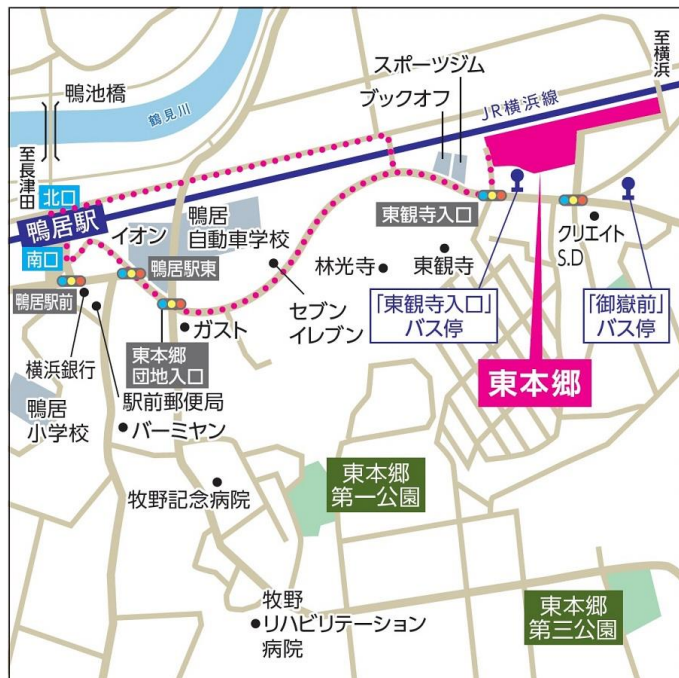 スポーツジム
ブックオフ
至横浜
JR横浜線
鴨池橋
鶴見川
至長津田
北口
鴨居駅
南口
イオン
鴨居
自動車学校
東観寺入口
鴨居駅東
鴨居駅前
林光寺
東観寺
クリエイト
S.D
セブン
イレブン
「東観寺入口」
バス停
「御嶽前」
バス停
ガスト
東本郷
団地入口
東本郷
横浜銀行
駅前郵便局
鴨居
小学校
バーミヤン
牧野記念病院
東本郷
第一公園
牧野
リハビリテーション
病院
東本郷
第三公園